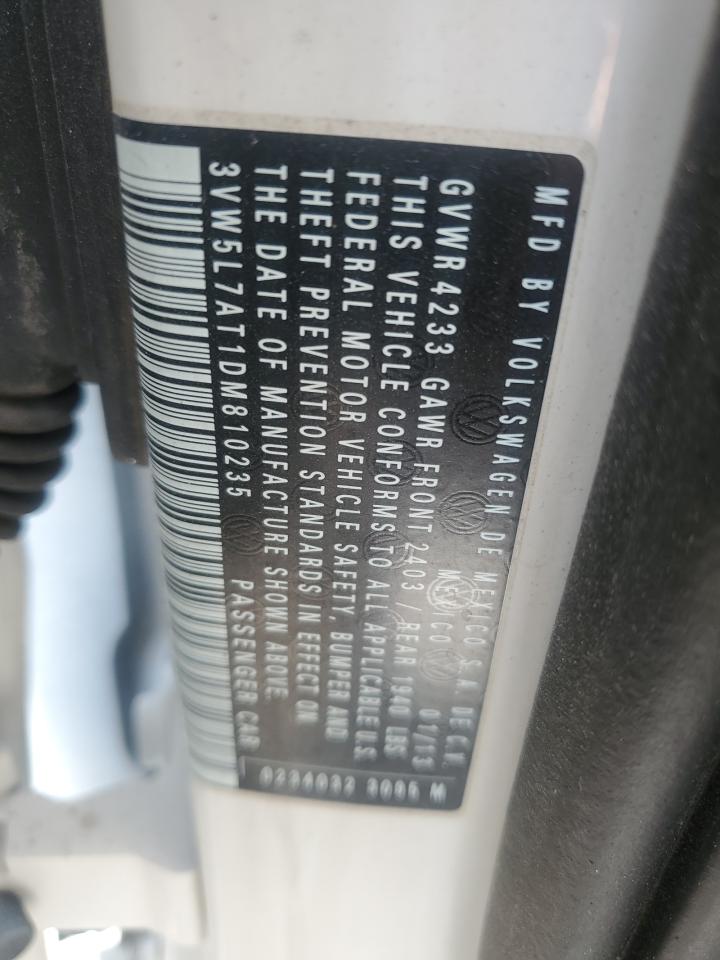 MFD BY VOLKSWAGEN DE MEXICO S.A. DE C.V.
MEXICO 01/13
GVWR 4233 GAWR FRONT 2403 / REAR 1940 LBS
THIS VEHICLE CONFORMS TO ALL APPLICABLE U.S.
FEDERAL MOTOR VEHICLE SAFETY, BUMPER AND
THEFT PREVENTION STANDARDS IN EFFECT ON
THE DATE OF MANUFACTURE SHOWN ABOVE.
3VW5L7AT1DM810235 PASSENGER CAR